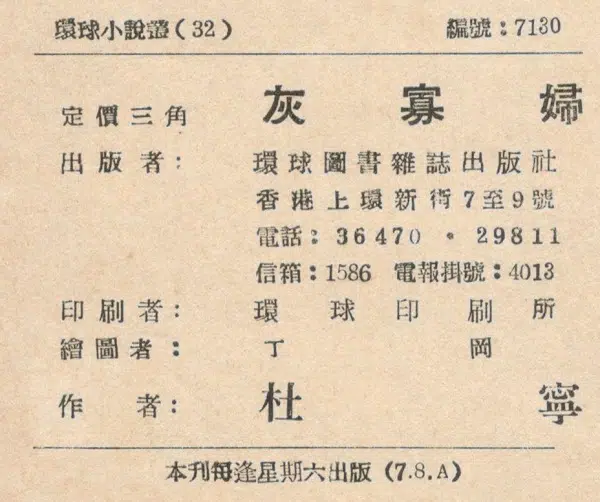 環球小說叢(32) 編號:7130
灰寡婦
定價三角
出版者: 環球圖書雜誌出版社
香港上環新街7至9號
電話:36470·29811
信箱:1586 電報掛號:4013
印刷者: 環球印刷所
繪圖者: 丁岡
作者: 杜寧
本刊每逢星期六出版(7.8.A)